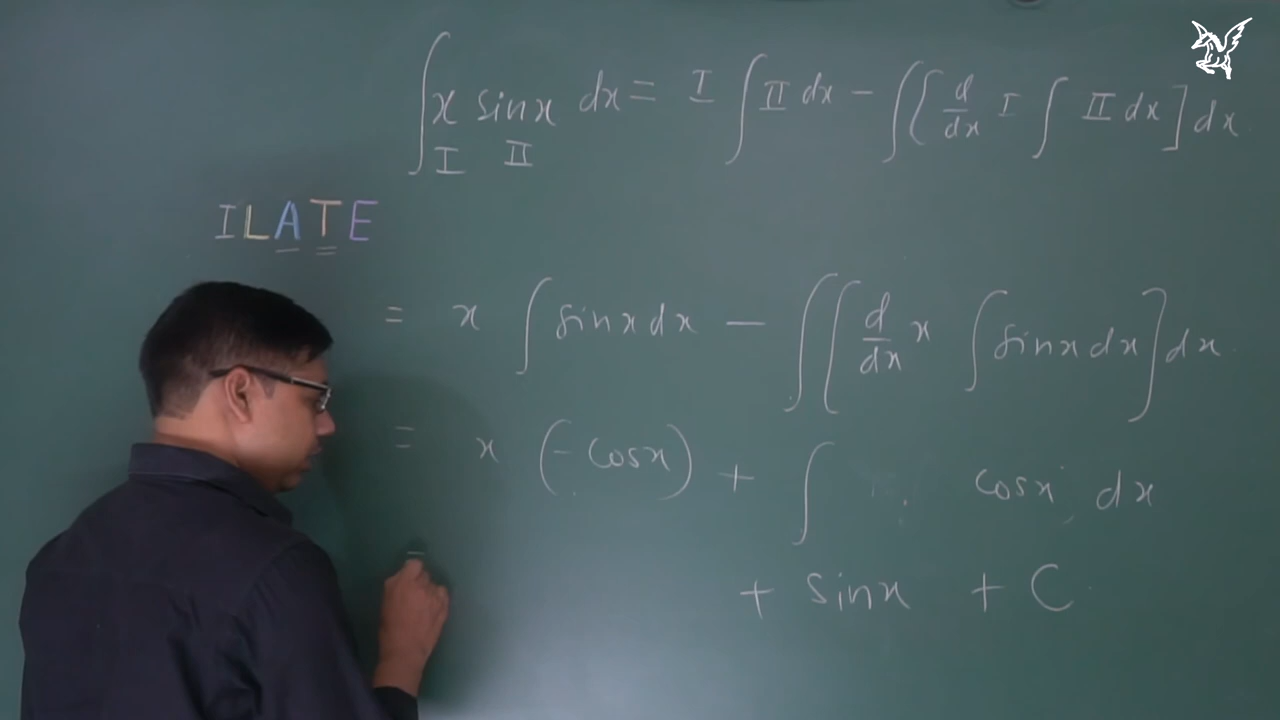 ∫ x sin x dx = I ∫ II dx − ∫ [ d/dx I ∫ II dx ] dx
I II
ILATE
= x ∫ sin x dx − ∫ [ d/dx x ∫ sin x dx ] dx
= x (− cos x) + ∫ cos x dx
+ sin x + C